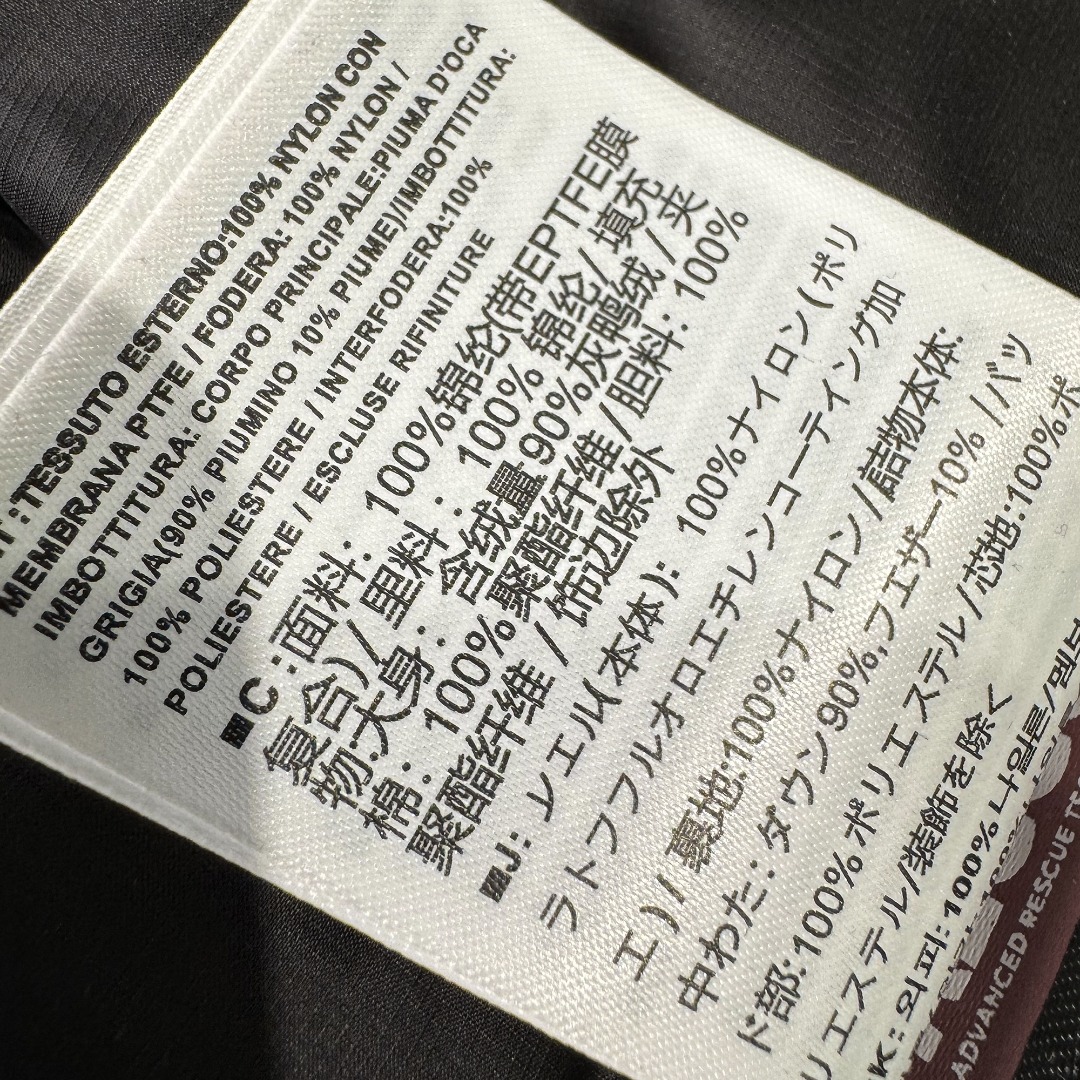 :TESSUTO ESTERNO:100% NYLON CON
MEMBRANA PTFE / FODERA: 100% NYLON /
IMBOTTITURA: CORPO PRINCIPALE:PIUMA D'OCA
GRIGIA(90% PIUMINO 10% PIUME)/IMBOTTITURA:
100% POLIESTERE / INTERFODERA:100%
POLIESTERE / ESCLUSE RIFINITURE
■C :面料: 100%锦纶(带EPTFE膜
复合) / 里料: 100% 锦纶/ 填充
物:大身: 含绒量90%灰鸭绒 / 夹
棉: 100%聚酯纤维 /胆料: 100%
聚酯纤维 / 饰边除外
■J: レエル(本体): 100%ナイロン ( ポリ
ラトフフルオロエチレンコーティング加
工 ) / 裏地:100%ナイロン / 詰物本体:
中わた: ダウン90%,フエザー10% / バッ
ド部:100% ポリエステル / 芯地:100%ポ
リエステル/装飾を除く
K: 외피: 100% 나일론/
ADVANCED RESCUE